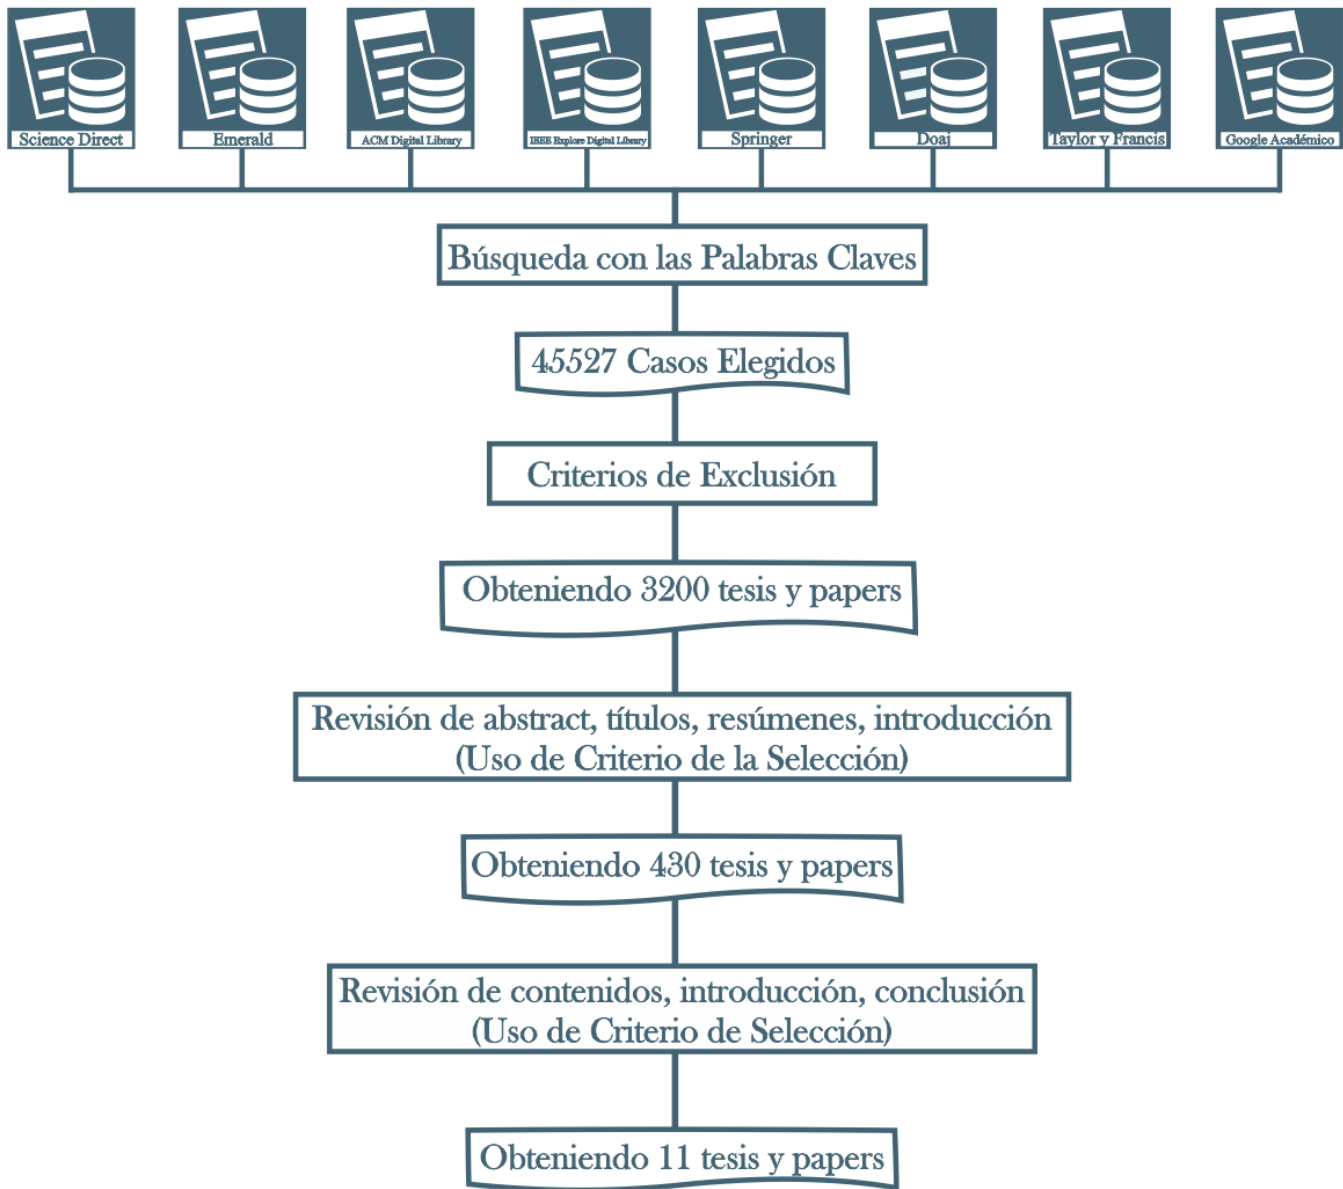 Science Direct
Emerald
ACM Digital Library
IEEE Explore Digital Library
Springer
Doaj
Taylor y Francis
Google Académico
Búsqueda con las Palabras Claves
45527 Casos Elegidos
Criterios de Exclusión
Obteniendo 3200 tesis y papers
Revisión de abstract, títulos, resúmenes, introducción
(Uso de Criterio de la Selección)
Obteniendo 430 tesis y papers
Revisión de contenidos, introducción, conclusión
(Uso de Criterio de Selección)
Obteniendo 11 tesis y papers